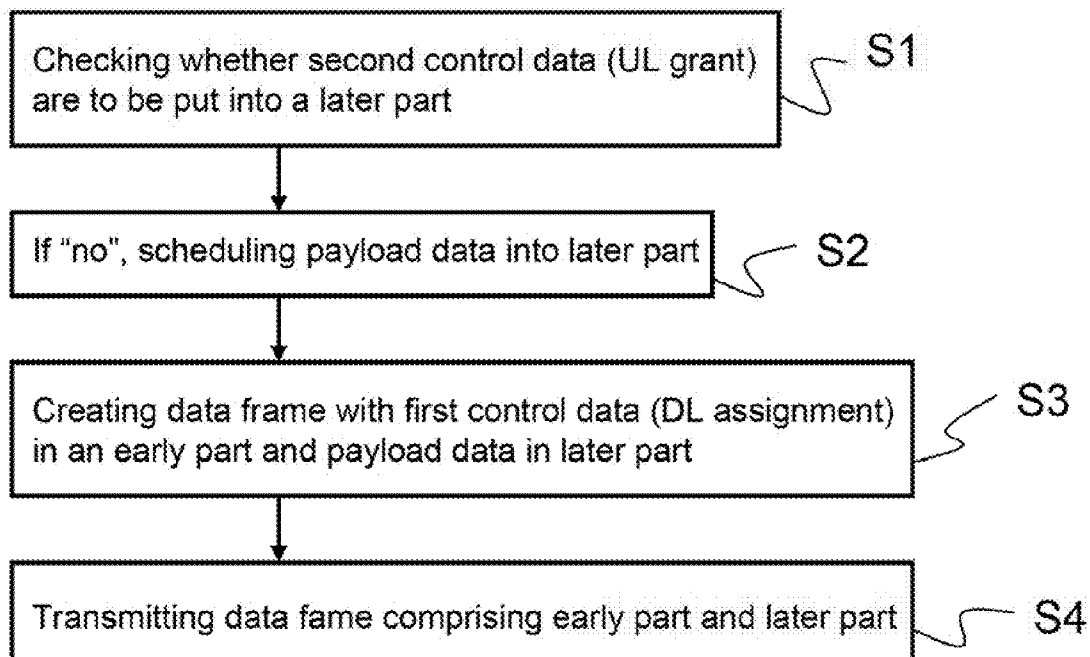 Checking whether second control data (UL grant)
are to be put into a later part
S1
If "no", scheduling payload data into later part
S2
Creating data frame with first control data (DL assignment)
in an early part and payload data in later part
S3
Transmitting data fame comprising early part and later part
S4